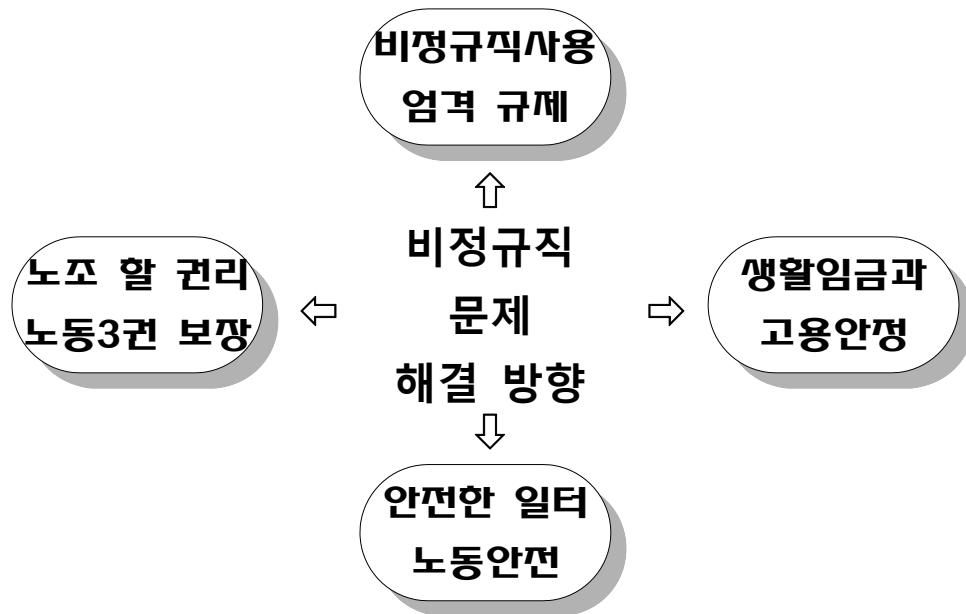 비정규직사용
엄격 규제
비정규직
문제
해결 방향
노조 할 권리
노동3권 보장
생활임금과
고용안정
안전한 일터
노동안전